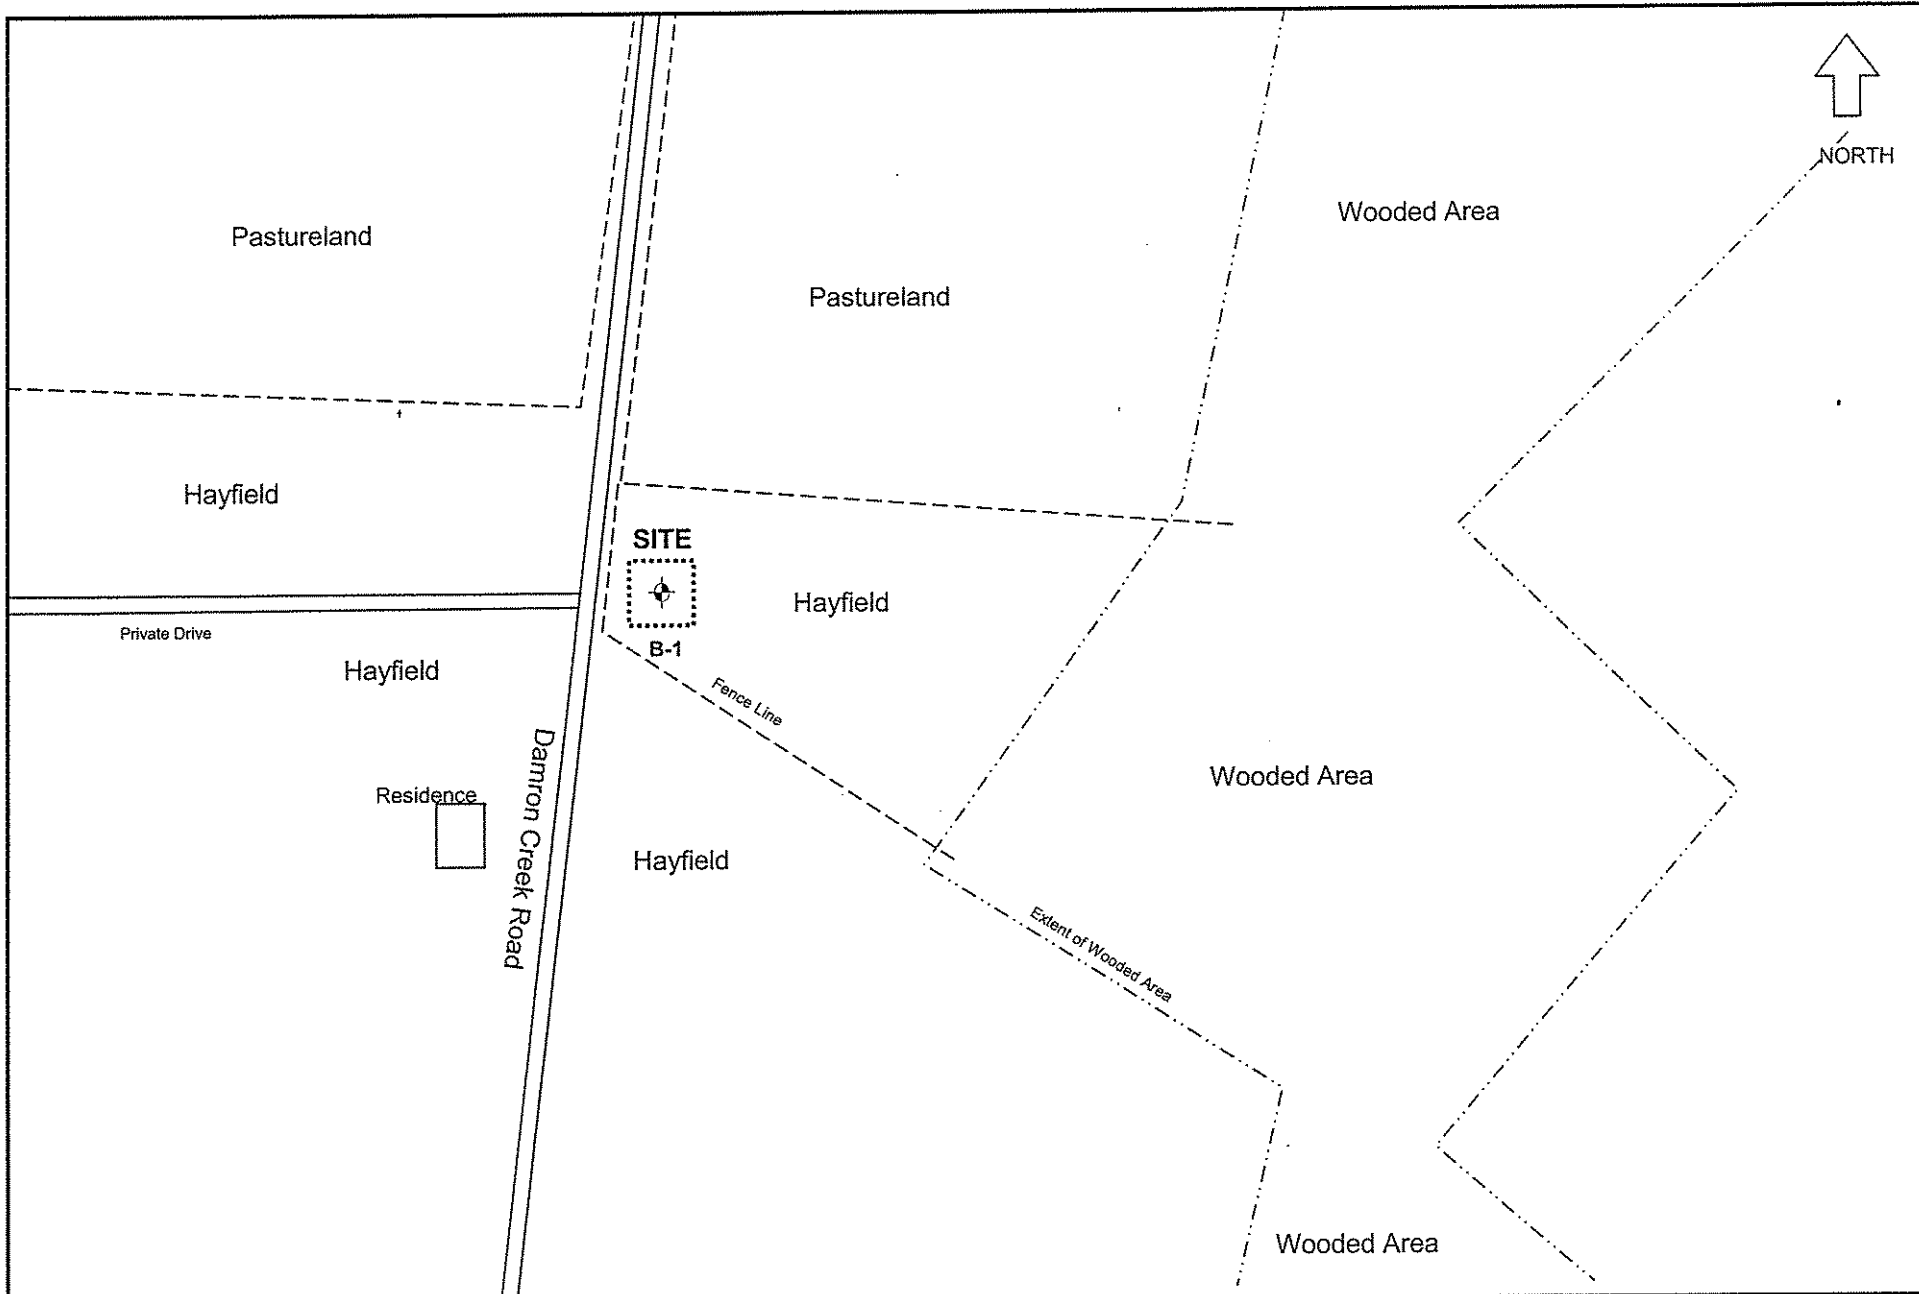 NORTH
Wooded Area
Pastureland
Pastureland
Hayfield
SITE
Hayfield
Private Drive
B-1
Hayfield
Fence Line
Damron Creek Road
Wooded Area
Residence
Hayfield
Extent of Wooded Area
Wooded Area